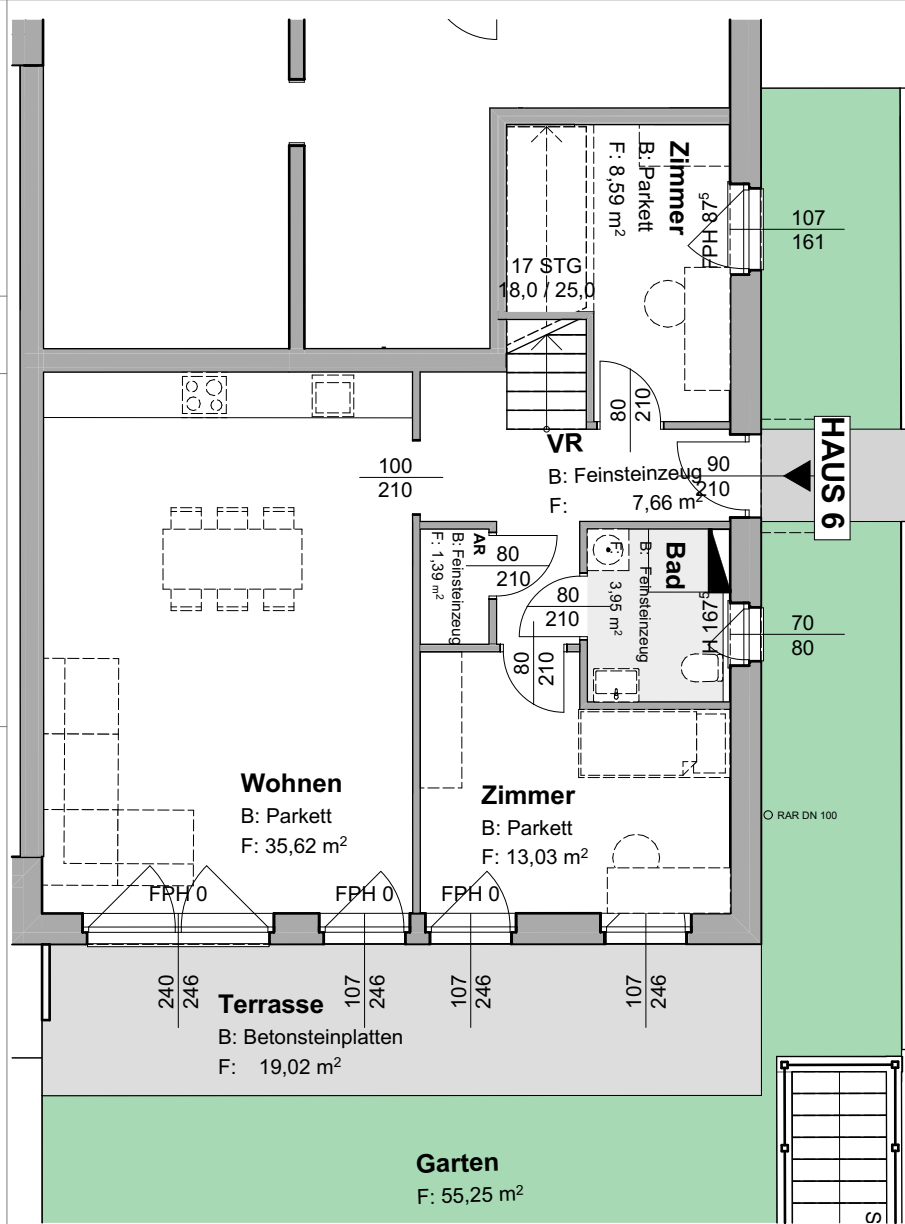 Zimmer
B: Parkett
F: 8,59 m²
FPH 87⁵
107
161
17 STG
18,0 / 25,0
80
210
HAUS 6
VR
B: Feinsteinzeug
F: 7,66 m²
90
210
100
210
AR
B: Feinsteinzeug
F: 1,39 m²
80
210
Bad
B: Feinsteinzeug
F: 3,95 m²
80
210
80
210
70
80
Wohnen
B: Parkett
F: 35,62 m²
Zimmer
B: Parkett
F: 13,03 m²
RAR DN 100
FPH 0
FPH 0
FPH 0
240
246
107
246
107
246
107
246
Terrasse
B: Betonsteinplatten
F: 19,02 m²
Garten
F: 55,25 m²
S